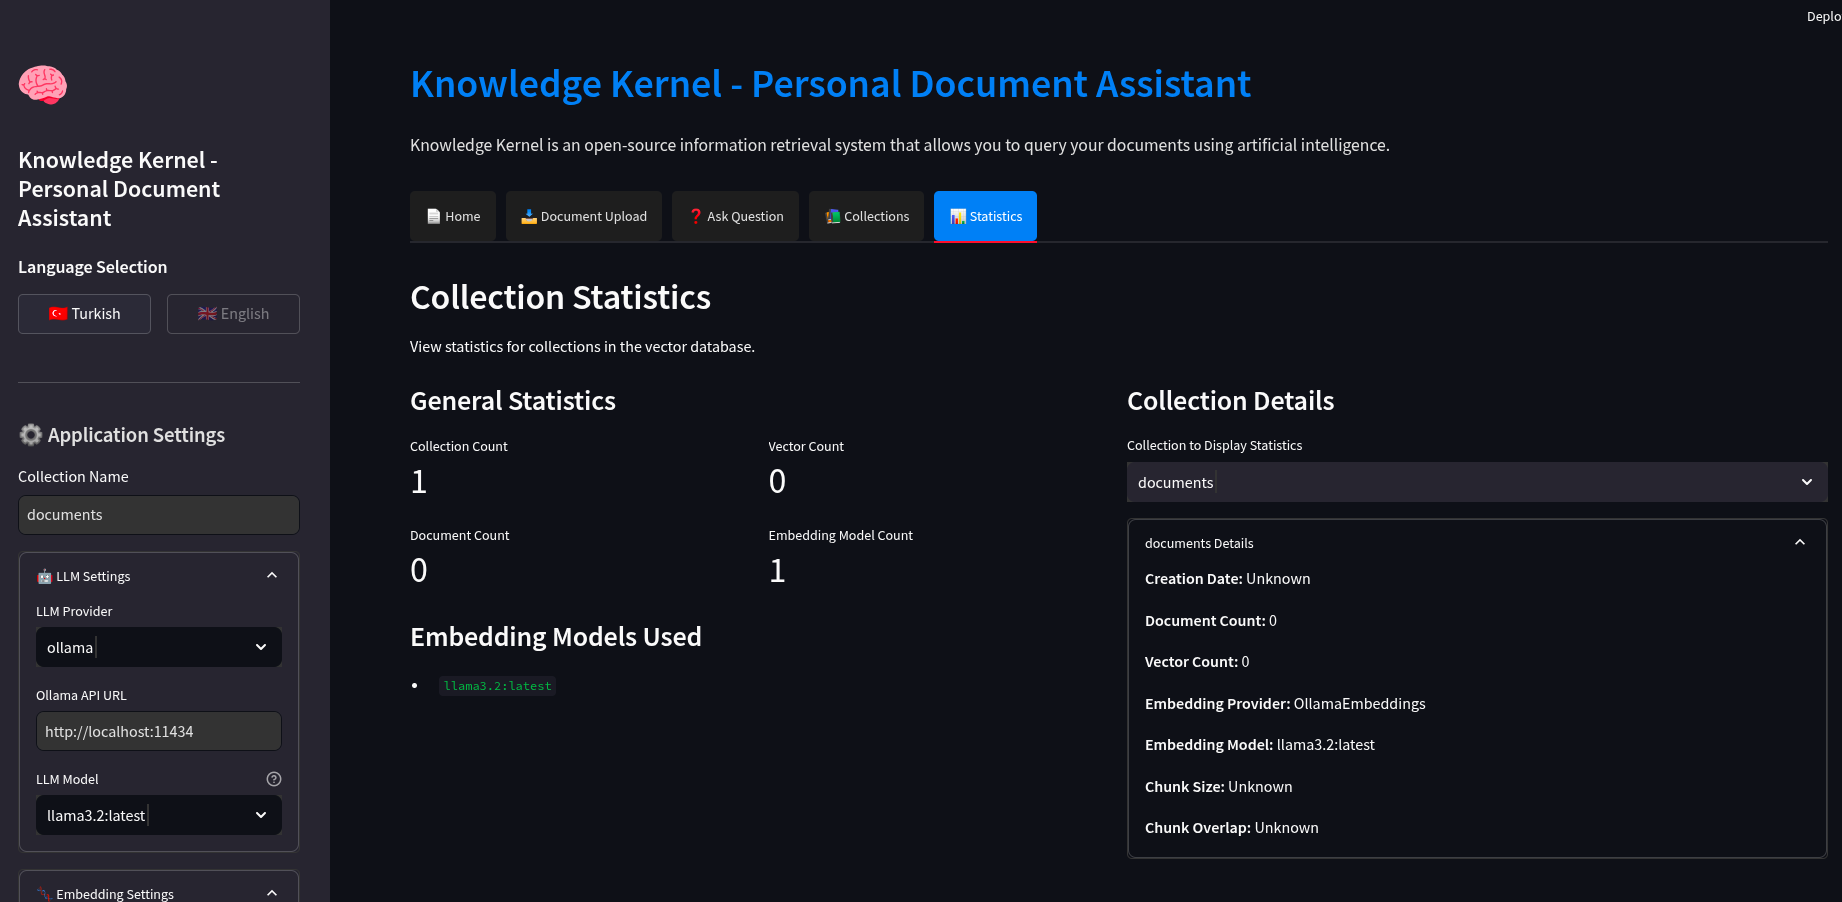 Deplo
Knowledge Kernel -
Personal Document
Assistant
Language Selection
Turkish
English
Application Settings
Collection Name
documents
LLM Settings
LLM Provider
ollama
Ollama API URL
http://localhost:11434
LLM Model
llama3.2:latest
Embedding Settings
Knowledge Kernel - Personal Document Assistant
Knowledge Kernel is an open-source information retrieval system that allows you to query your documents using artificial intelligence.
Home
Document Upload
Ask Question
Collections
Statistics
Collection Statistics
View statistics for collections in the vector database.
General Statistics
Collection Count
1
Vector Count
0
Document Count
0
Embedding Model Count
1
Embedding Models Used
llama3.2:latest
Collection Details
Collection to Display Statistics
documents
documents Details
Creation Date: Unknown
Document Count: 0
Vector Count: 0
Embedding Provider: OllamaEmbeddings
Embedding Model: llama3.2:latest
Chunk Size: Unknown
Chunk Overlap: Unknown